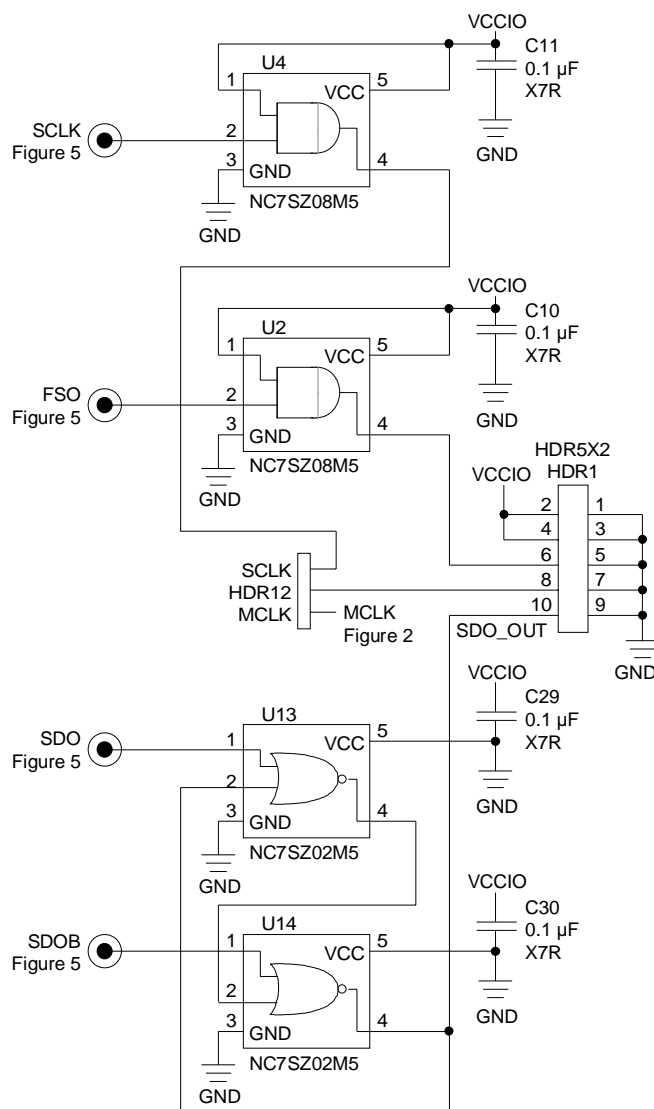 VCCIO
C11
0.1 µF
X7R
GND
U4
1
5
VCC
SCLK
Figure 5
2
3
GND
4
NC7SZ08M5
GND
VCCIO
C10
0.1 µF
X7R
GND
U2
1
5
VCC
FSO
Figure 5
2
3
GND
4
NC7SZ08M5
GND
HDR5X2
HDR1
VCCIO
2
1
4
3
6
5
8
7
10
9
SDO_OUT
GND
SCLK
HDR12
MCLK
MCLK
Figure 2
VCCIO
C29
0.1 µF
X7R
GND
U13
1
5
VCC
SDO
Figure 5
2
3
GND
4
NC7SZ02M5
GND
VCCIO
C30
0.1 µF
X7R
GND
U14
1
5
VCC
SDOB
Figure 5
2
3
GND
4
NC7SZ02M5
GND